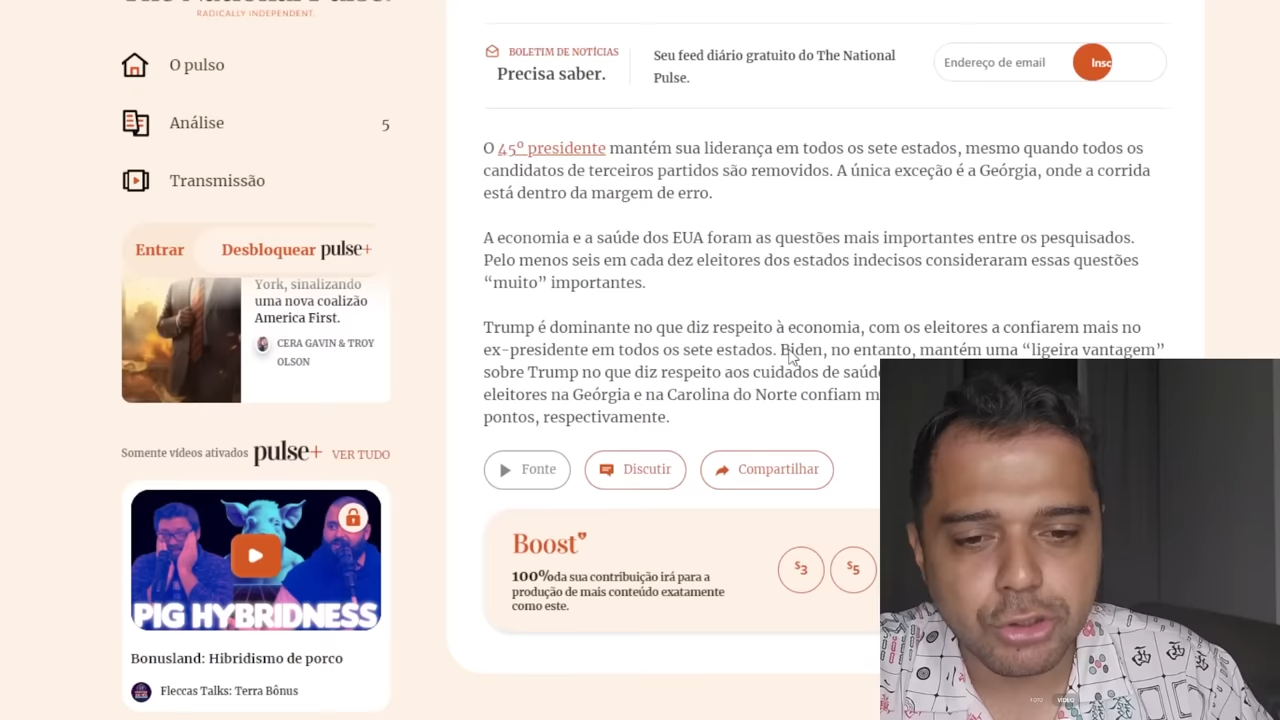 RADICALLY INDEPENDENT.
O pulso
Análise
5
Transmissão
Entrar
Desbloquear pulse+
York, sinalizando
uma nova coalizão
America First.
CERA GAVIN & TROY
OLSON
Somente vídeos ativados pulse+ VER TUDO
PIG HYBRIDNESS
Bonusland: Hibridismo de porco
Fleccas Talks: Terra Bônus
BOLETIM DE NOTÍCIAS
Precisa saber.
Seu feed diário gratuito do The National
Pulse.
Endereço de email
Insc
O 45º presidente mantém sua liderança em todos os sete estados, mesmo quando todos os
candidatos de terceiros partidos são removidos. A única exceção é a Geórgia, onde a corrida
está dentro da margem de erro.
A economia e a saúde dos EUA foram as questões mais importantes entre os pesquisados.
Pelo menos seis em cada dez eleitores dos estados indecisos consideraram essas questões
“muito” importantes.
Trump é dominante no que diz respeito à economia, com os eleitores a confiarem mais no
ex-presidente em todos os sete estados. Biden, no entanto, mantém uma “ligeira vantagem”
sobre Trump no que diz respeito aos cuidados de saúde
eleitores na Geórgia e na Carolina do Norte confiam m
pontos, respectivamente.
Fonte
Discutir
Compartilhar
Boost
100%da sua contribuição irá para a
produção de mais conteúdo exatamente
como este.
$3
$5
FOTO
VÍDEO